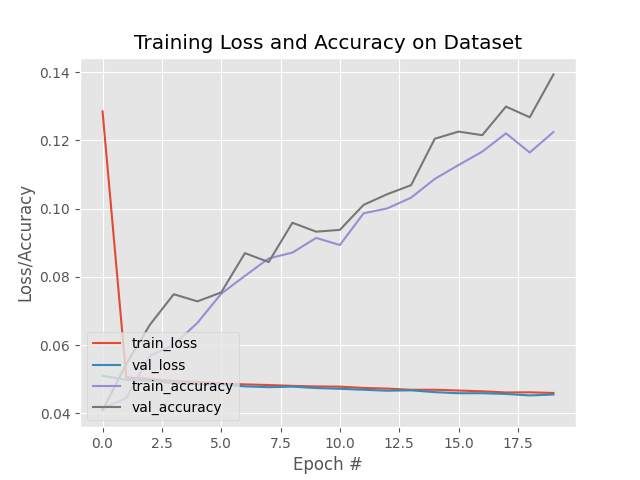 Training Loss and Accuracy on Dataset
Loss/Accuracy
0.14
0.12
0.10
0.08
0.06
0.04
train_loss
val_loss
train_accuracy
val_accuracy
0.0 2.5 5.0 7.5 10.0 12.5 15.0 17.5
Epoch #